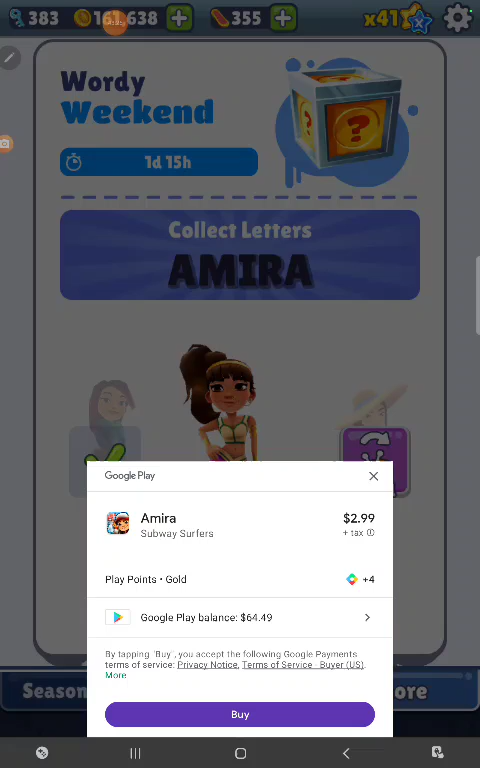 383
355
x41
Wordy
Weekend
1d 15h
Collect Letters
AMIRA
Google Play
Amira
$2.99
Subway Surfers
+ tax
Play Points • Gold
+4
Google Play balance: $64.49
By tapping "Buy", you accept the following Google Payments
terms of service: Privacy Notice, Terms of Service - Buyer (US).
More
Season
ore
Buy